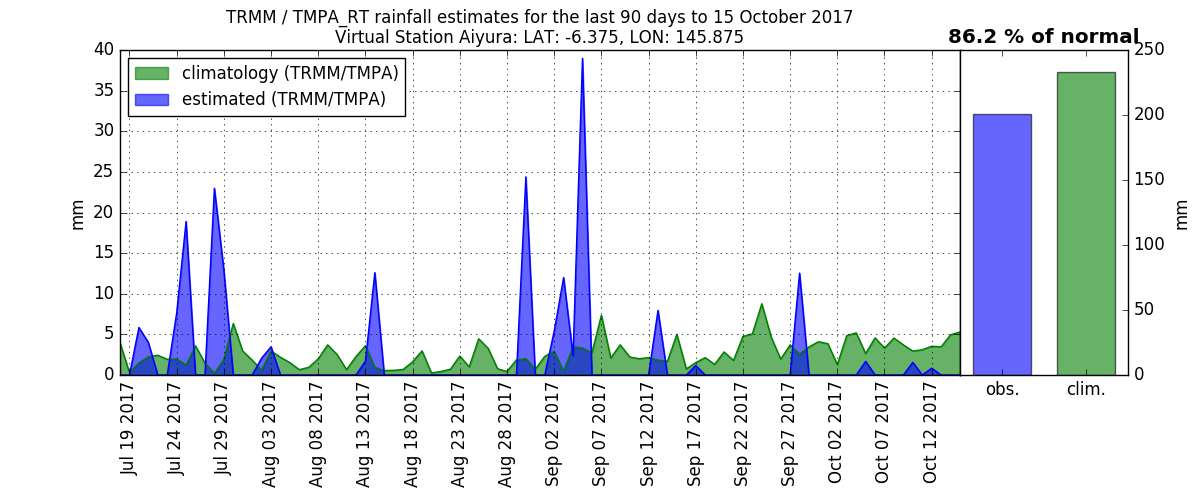 TRMM / TMPA_RT rainfall estimates for the last 90 days to 15 October 2017
Virtual Station Aiyura: LAT: -6.375, LON: 145.875
86.2 % of normal
climatology (TRMM/TMPA)
estimated (TRMM/TMPA)
mm
40
35
30
25
20
15
10
5
0
Jul 19 2017
Jul 24 2017
Jul 29 2017
Aug 03 2017
Aug 08 2017
Aug 13 2017
Aug 18 2017
Aug 23 2017
Aug 28 2017
Sep 02 2017
Sep 07 2017
Sep 12 2017
Sep 17 2017
Sep 22 2017
Sep 27 2017
Oct 02 2017
Oct 07 2017
Oct 12 2017
obs.
clim.
250
200
150
100
50
0
mm